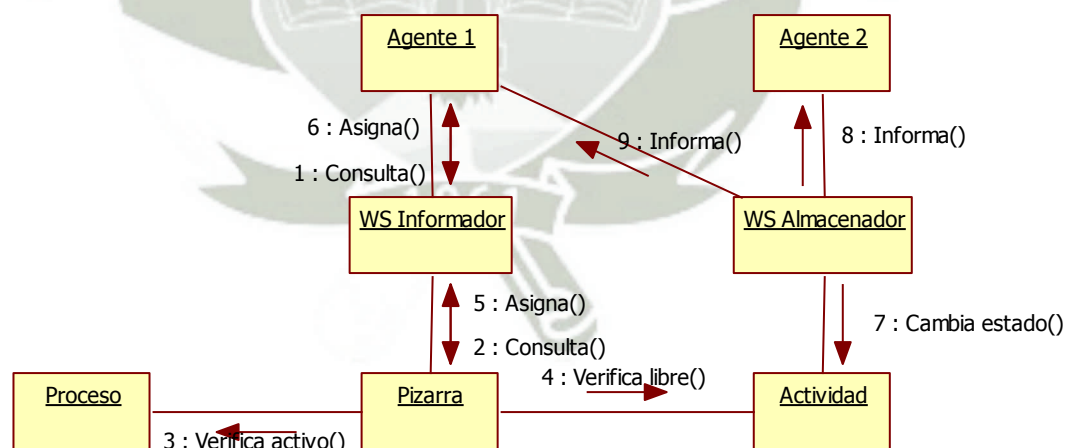 Agente 1
Agente 2
6 : Asigna()
9 : Informa()
8 : Informa()
1 : Consulta()
WS Informador
WS Almacenador
5 : Asigna()
7 : Cambia estado()
2 : Consulta()
4 : Verifica libre()
Proceso
Pizarra
Actividad
3 : Verifica activo()